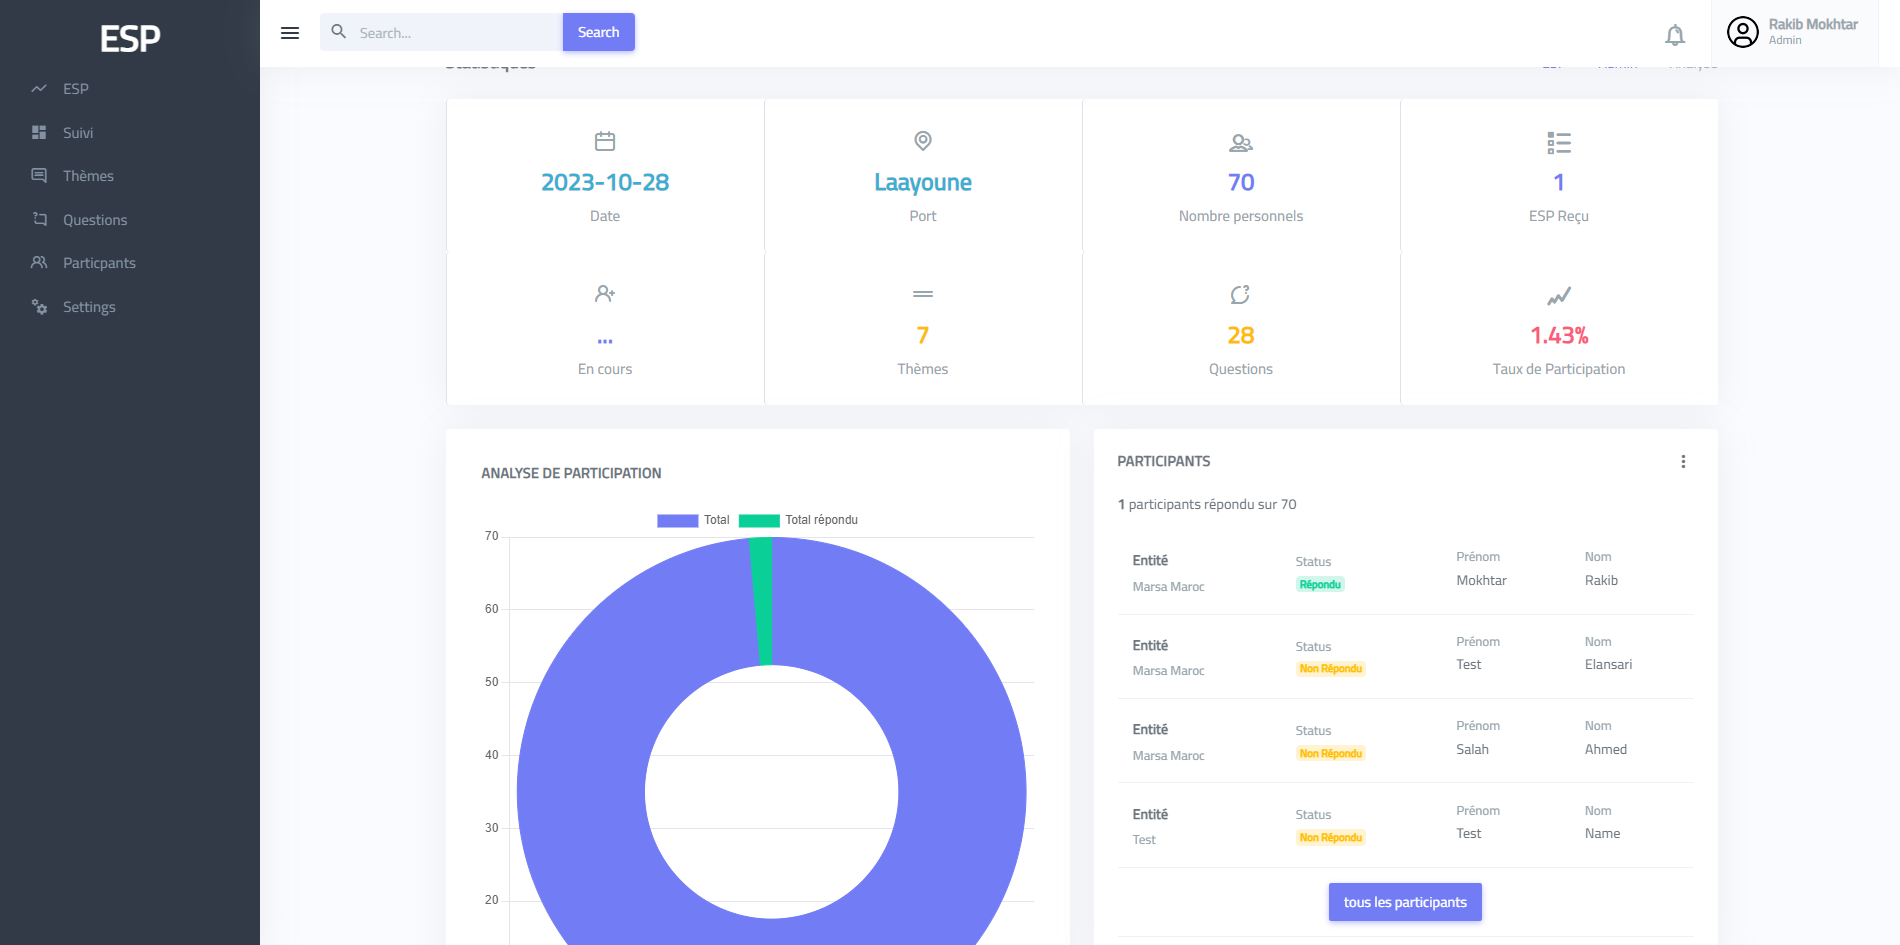 ESP
ESP
Suivi
Thèmes
Questions
Particpants
Settings
Search...
Search
Rakib Mokhtar
Admin
2023-10-28
Date
Laayoune
Port
70
Nombre personnels
1
ESP Reçu
...
En cours
7
Thèmes
28
Questions
1.43%
Taux de Participation
ANALYSE DE PARTICIPATION
Total
Total répondu
70
60
50
40
30
20
PARTICIPANTS
1 participants répondu sur 70
Entité Status Prénom Nom
Marsa Maroc Répondu Mokhtar Rakib
Entité Status Prénom Nom
Marsa Maroc Non Répondu Test Elansari
Entité Status Prénom Nom
Marsa Maroc Non Répondu Salah Ahmed
Entité Status Prénom Nom
Test Non Répondu Test Name
tous les participants